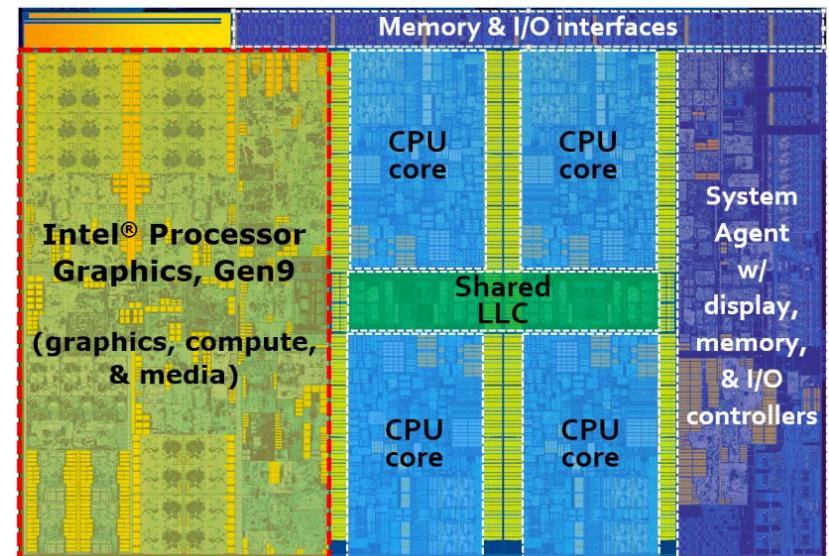 Memory & I/O interfaces
CPU
core
CPU
core
Intel® Processor
Graphics, Gen9
(graphics, compute,
& media)
Shared
LLC
System
Agent
w/
display,
memory,
& I/O
controllers
CPU
core
CPU
core